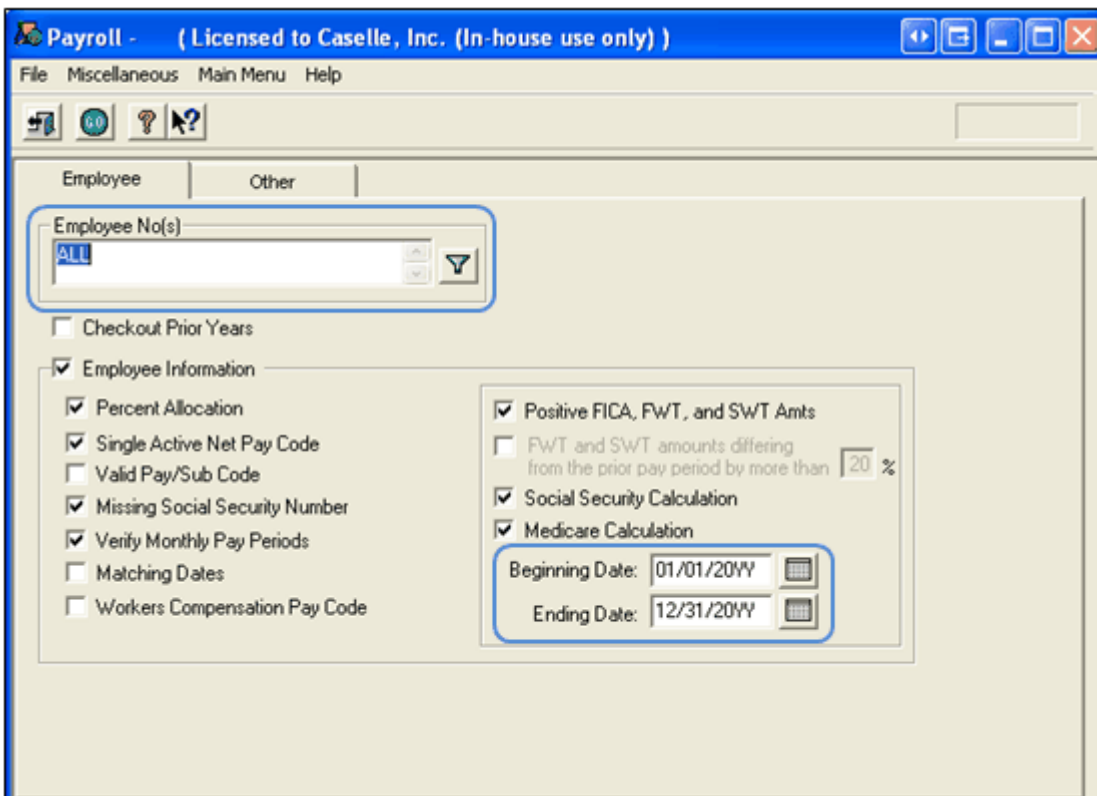 Payroll - ( Licensed to Caselle, Inc. (In-house use only) )
File Miscellaneous Main Menu Help
GO ? ?
Employee Other
Employee No(s)
ALL
Checkout Prior Years
Employee Information
Percent Allocation
Single Active Net Pay Code
Valid Pay/Sub Code
Missing Social Security Number
Verify Monthly Pay Periods
Matching Dates
Workers Compensation Pay Code
Positive FICA, FWT, and SWT Amts
FWT and SWT amounts differing
from the prior pay period by more than 20 %
Social Security Calculation
Medicare Calculation
Beginning Date: 01/01/20YY
Ending Date: 12/31/20YY